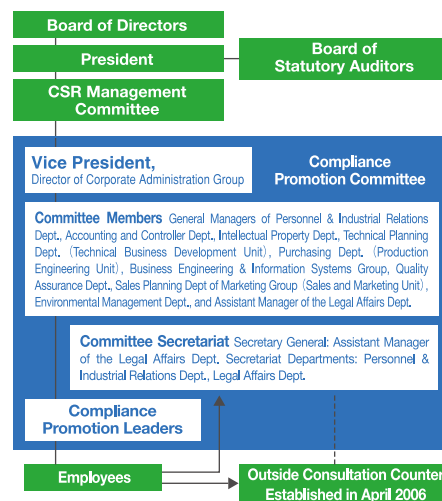 Board of Directors
President
Board of
Statutory Auditors
CSR Management
Committee
Vice President,
Director of Corporate Administration Group
Compliance
Promotion Committee
Committee Members General Managers of Personnel & Industrial Relations
Dept., Accounting and Controller Dept., Intellectual Property Dept., Technical Planning
Dept. (Technical Business Development Unit), Purchasing Dept. (Production
Engineering Unit), Business Engineering & Information Systems Group, Quality
Assurance Dept., Sales Planning Dept of Marketing Group (Sales and Marketing Unit),
Environmental Management Dept., and Assistant Manager of the Legal Affairs Dept.
Committee Secretariat Secretary General: Assistant Manager
of the Legal Affairs Dept. Secretariat Departments: Personnel &
Industrial Relations Dept., Legal Affairs Dept.
Compliance
Promotion Leaders
Employees
Outside Consultation Counter
Established in April 2006